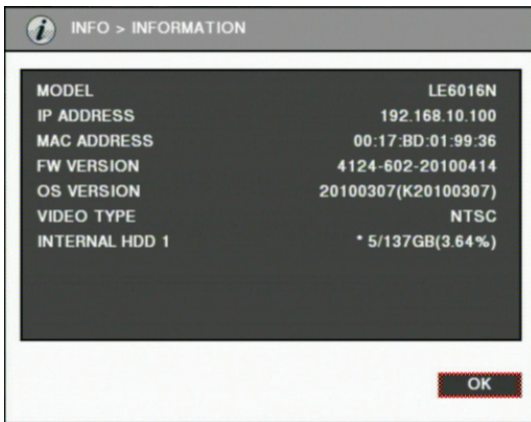 INFO > INFORMATION
MODEL LE6016N
IP ADDRESS 192.168.10.100
MAC ADDRESS 00:17:BD:01:99:36
FW VERSION 4124-602-20100414
OS VERSION 20100307(K20100307)
VIDEO TYPE NTSC
INTERNAL HDD 1 * 5/137GB(3.64%)
OK